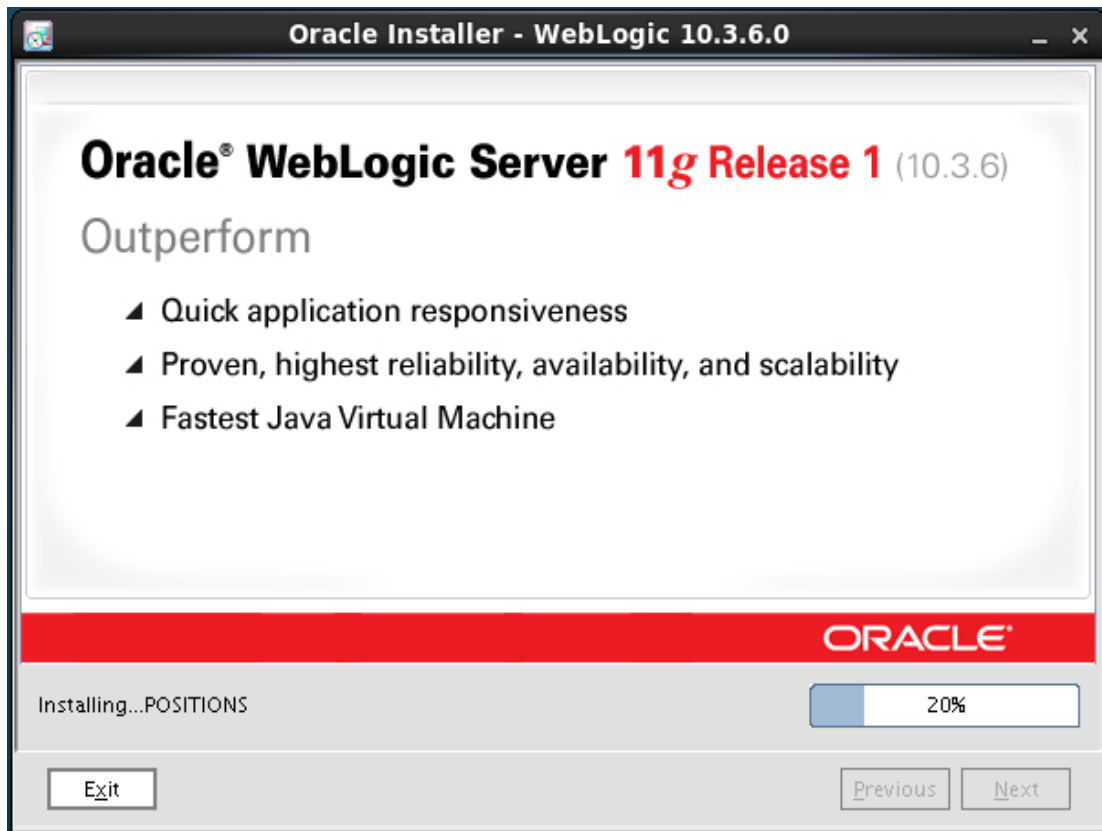 Oracle Installer - WebLogic 10.3.6.0
Oracle® WebLogic Server 11g Release 1 (10.3.6)
Outperform
Quick application responsiveness
Proven, highest reliability, availability, and scalability
Fastest Java Virtual Machine
ORACLE®
Installing...POSITIONS 20%
Exit Previous Next